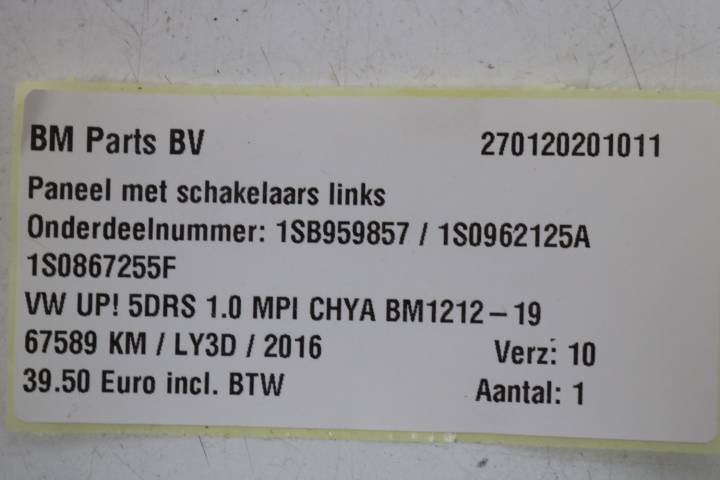 BM Parts BV 270120201011
Paneel met schakelaars links
Onderdeelnummer: 1SB959857 / 1S0962125A
1S0867255F
VW UP! 5DRS 1.0 MPI CHYA BM1212-19
67589 KM / LY3D / 2016 Verz: 10
39.50 Euro incl. BTW Aantal: 1